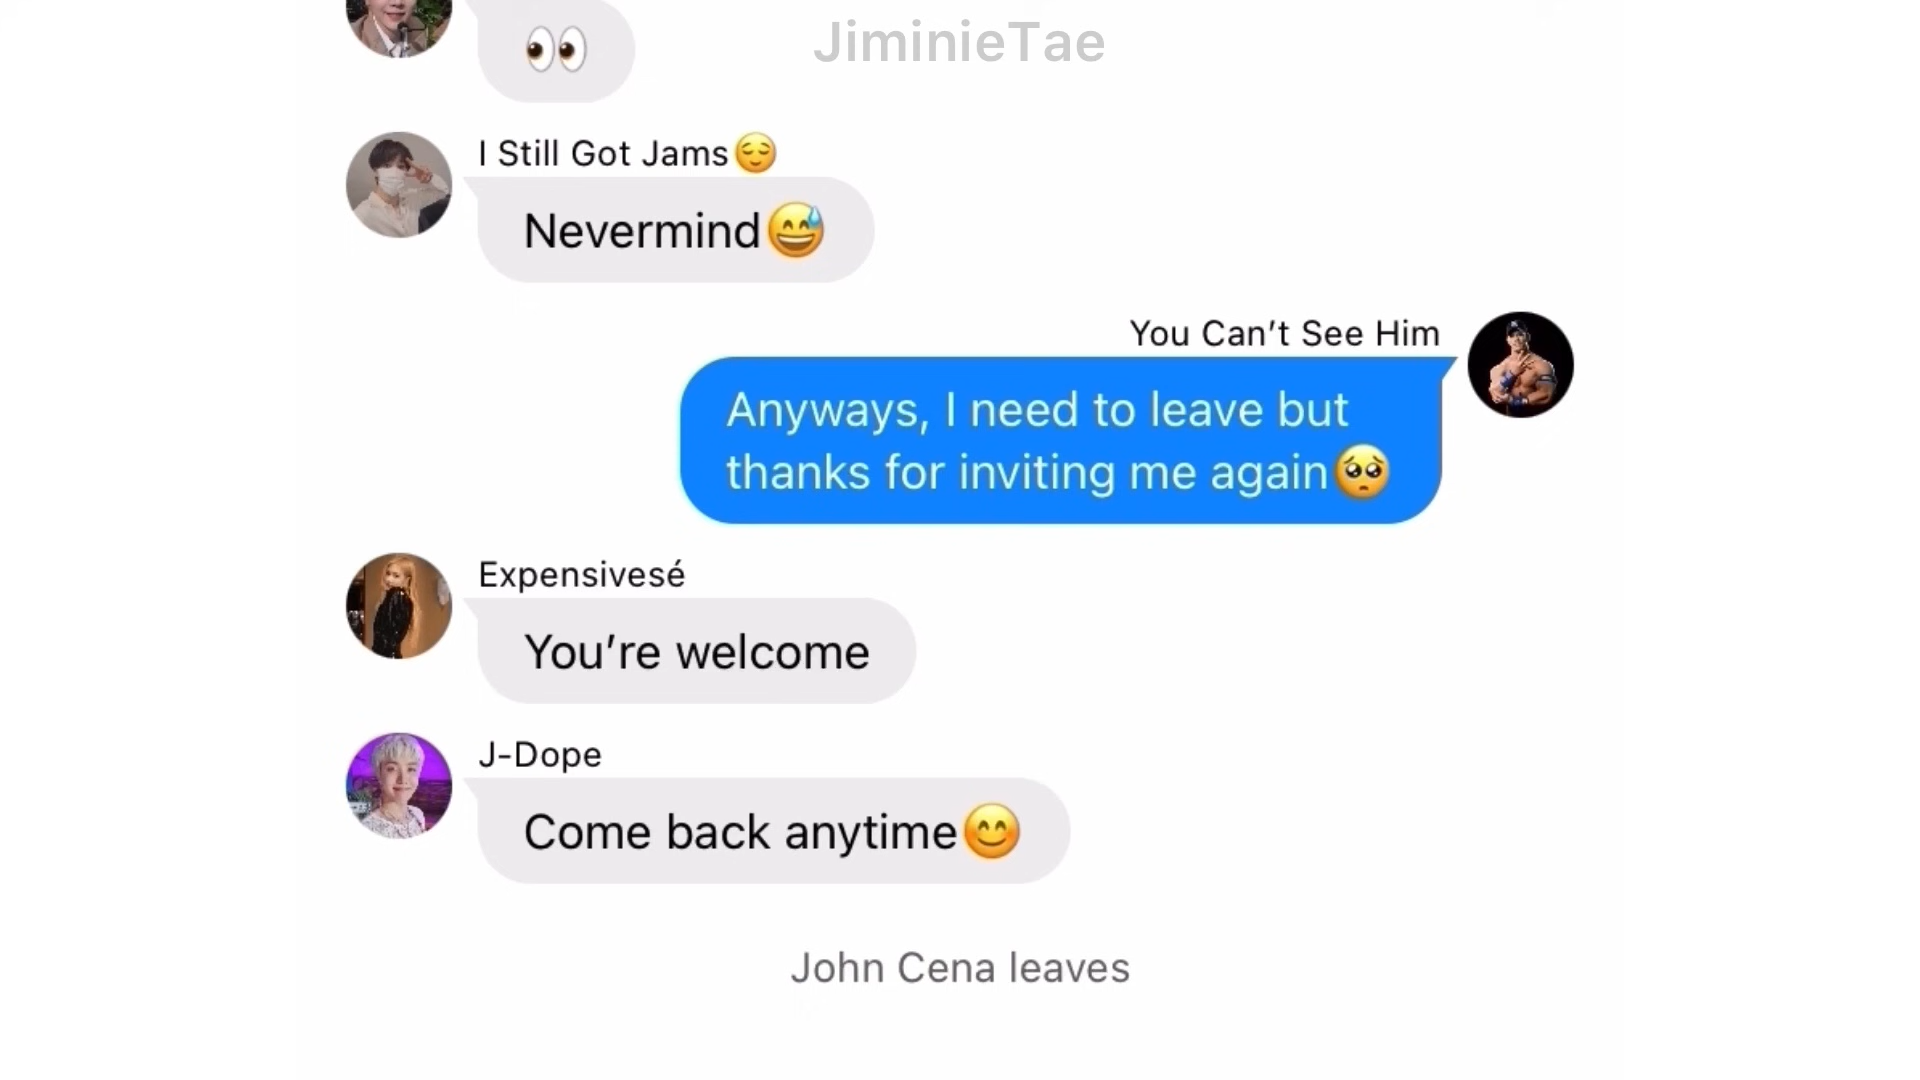 JiminieTae
👀
I Still Got Jams😌
Nevermind😅
You Can’t See Him
Anyways, I need to leave but
thanks for inviting me again🥺
Expensivesé
You’re welcome
J-Dope
Come back anytime😊
John Cena leaves